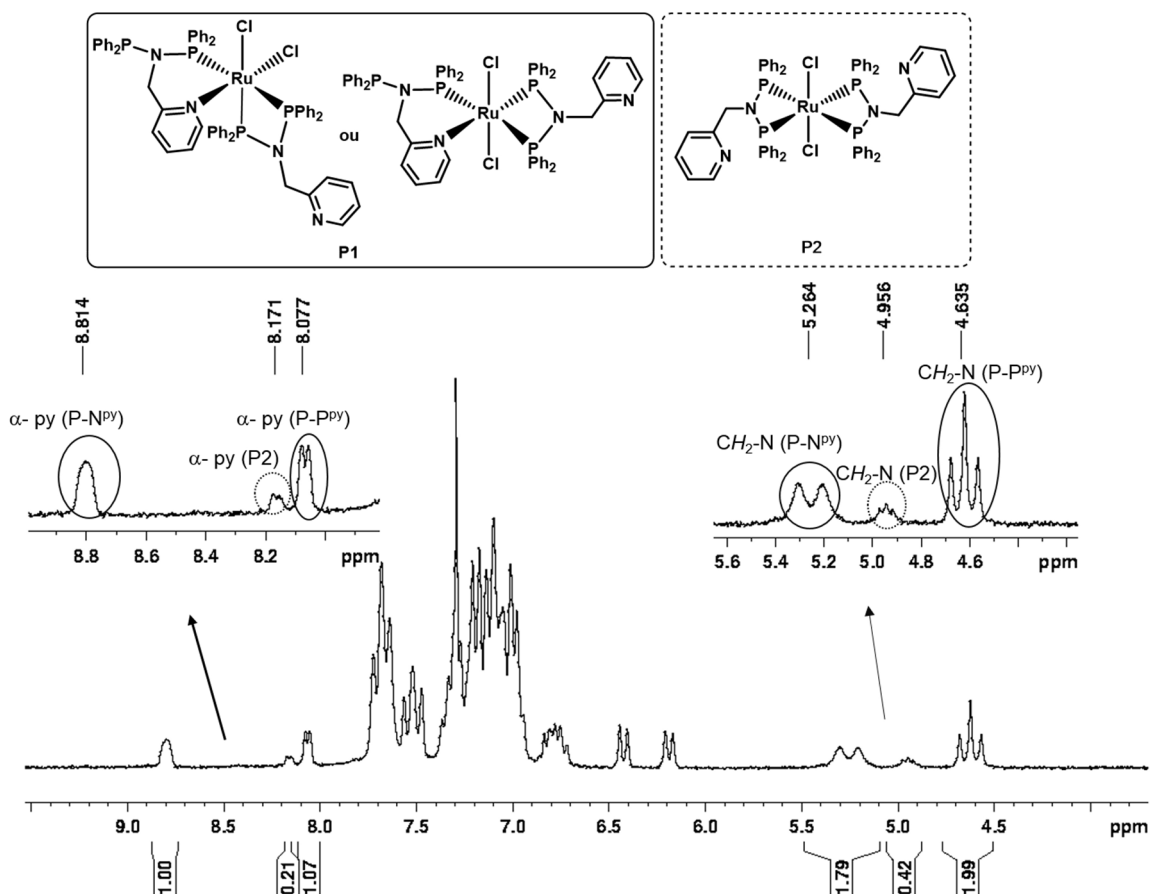 Cl
Ph2
Ph2P
N
P
Cl
Ru
N
PPh2
Ph2P
N
N
ou
Cl
Ph2
Ph2P
N
P
Ph2
P
Ru
N
N
N
P
Ph2
Cl
P1
Cl
Ph2
Ph2
P
P
N
Ru
N
N
P
P
Ph2
Ph2
Cl
N
P2
8.814
8.171
8.077
5.264
4.956
4.635
α- py (P-Npy)
α- py (P2)
α- py (P-Ppy)
CH2-N (P-Npy)
CH2-N (P2)
CH2-N (P-Ppy)
8.8 8.6 8.4 8.2 ppm
5.6 5.4 5.2 5.0 4.8 4.6 ppm
9.0 8.5 8.0 7.5 7.0 6.5 6.0 5.5 5.0 4.5 ppm
1.00
0.21
1.07
1.79
0.42
1.99